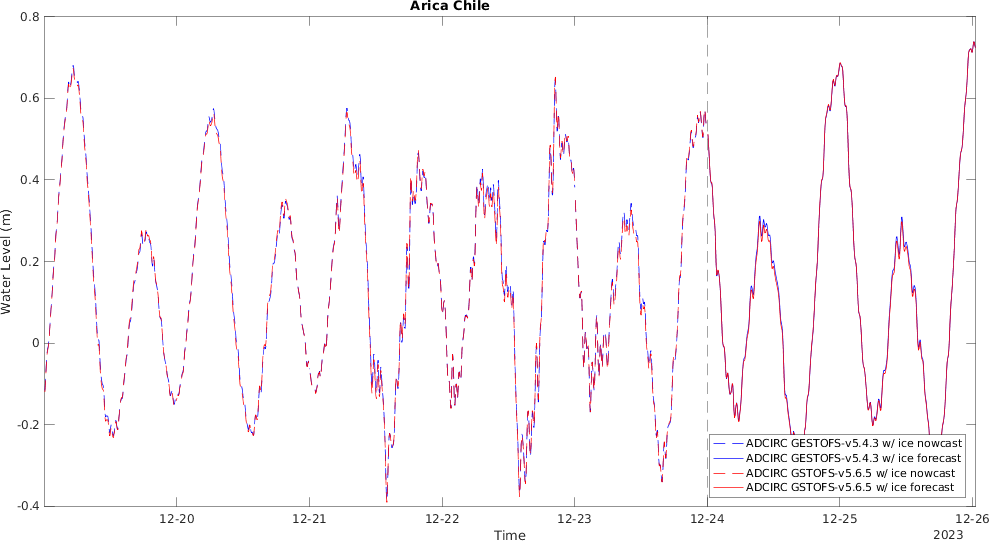 Arica Chile
0.8
0.6
0.4
0.2
0
-0.2
-0.4
Water Level (m)
ADCIRC GESTOFS-v5.4.3 w/ ice nowcast
ADCIRC GESTOFS-v5.4.3 w/ ice forecast
ADCIRC GSTOFS-v5.6.5 w/ ice nowcast
ADCIRC GSTOFS-v5.6.5 w/ ice forecast
12-20 12-21 12-22 12-23 12-24 12-25 12-26
Time
2023